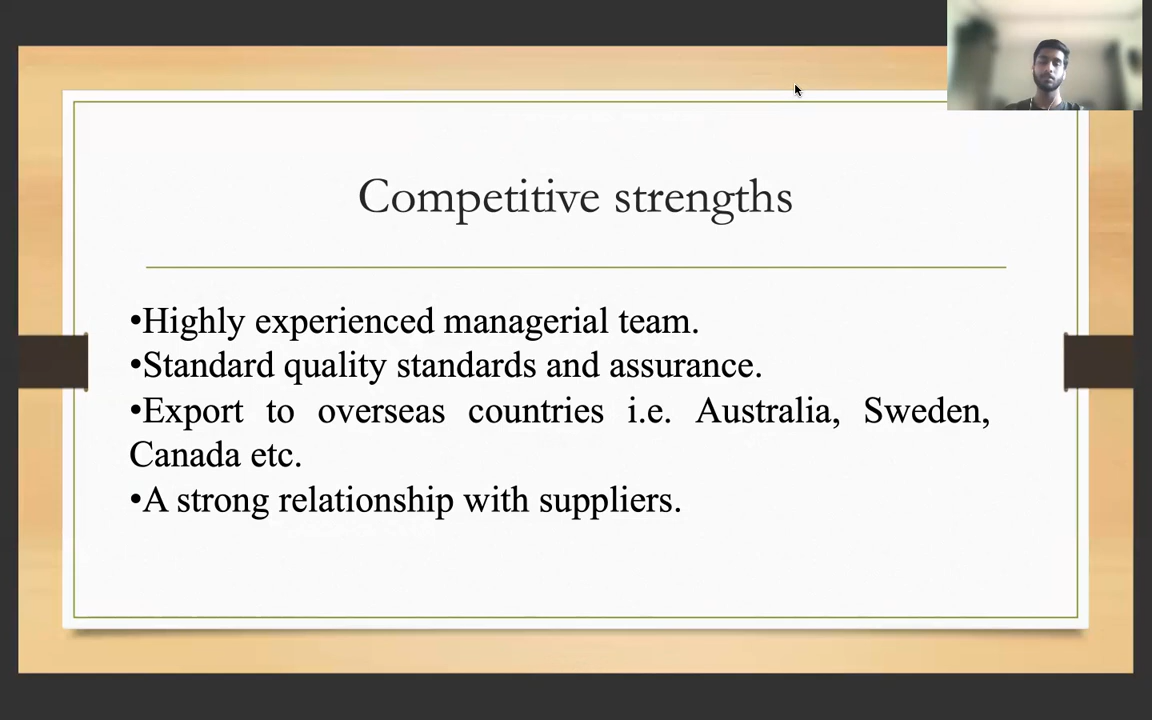 Competitive strengths
•Highly experienced managerial team.
•Standard quality standards and assurance.
•Export to overseas countries i.e. Australia, Sweden,
Canada etc.
•A strong relationship with suppliers.